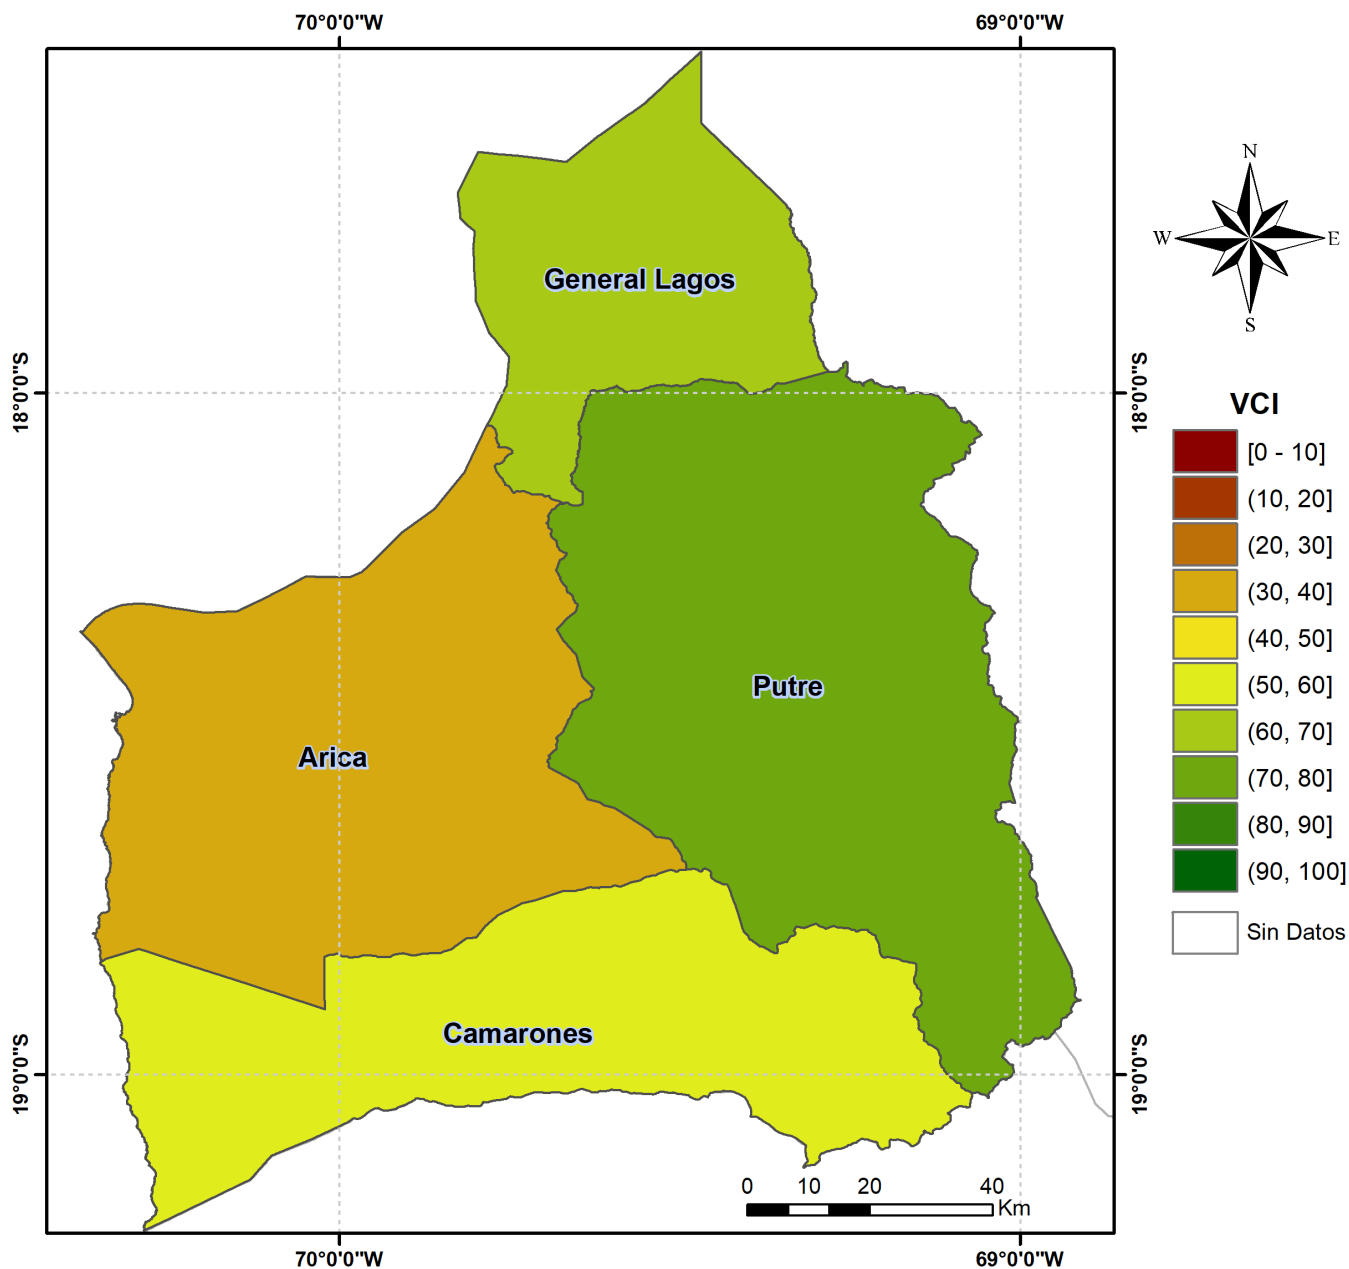 70°0'0"W 69°0'0"W
N
W E
S
General Lagos
18°0'0"S 18°0'0"S
VCI
[0 - 10]
(10, 20]
(20, 30]
(30, 40]
(40, 50]
(50, 60]
(60, 70]
(70, 80]
(80, 90]
(90, 100]
Sin Datos
Putre
Arica
Camarones
19°0'0"S 19°0'0"S
0 10 20 40
Km
70°0'0"W 69°0'0"W